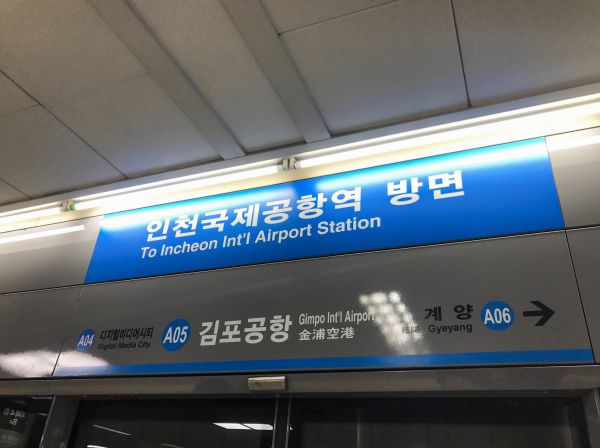 인천국제공항역 방면
To Incheon Int'l Airport Station
A04 디지털미디어시티
Digital Media City
A05 김포공항
Gimpo Int'l Airport
金浦空港
계 양
桂陽 Gyeyang
A06